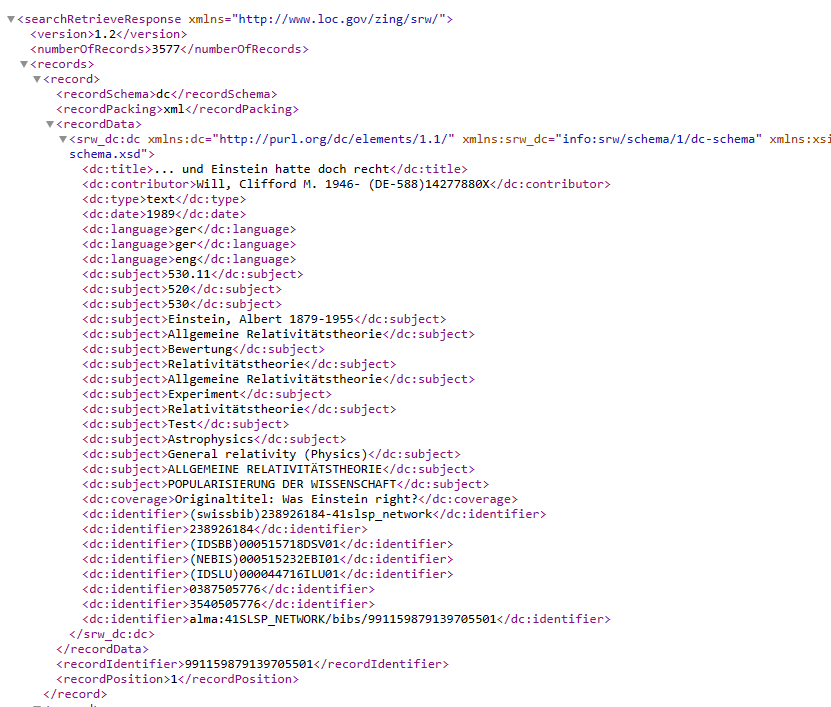 <searchRetrieveResponse xmlns="http://www.loc.gov/zing/srw/">
<version>1.2</version>
<numberOfRecords>3577</numberOfRecords>
<records>
<record>
<recordSchema>dc</recordSchema>
<recordPacking>xml</recordPacking>
<recordData>
<srw_dc:dc xmlns:dc="http://purl.org/dc/elements/1.1/" xmlns:srw_dc="info:srw/schema/1/dc-schema" xmlns:xsi
schema.xsd">
<dc:title>... und Einstein hatte doch recht</dc:title>
<dc:contributor>Will, Clifford M. 1946- (DE-588)14277880X</dc:contributor>
<dc:type>text</dc:type>
<dc:date>1989</dc:date>
<dc:language>ger</dc:language>
<dc:language>ger</dc:language>
<dc:language>eng</dc:language>
<dc:subject>530.11</dc:subject>
<dc:subject>520</dc:subject>
<dc:subject>530</dc:subject>
<dc:subject>Einstein, Albert 1879-1955</dc:subject>
<dc:subject>Allgemeine Relativitätstheorie</dc:subject>
<dc:subject>Bewertung</dc:subject>
<dc:subject>Relativitätstheorie</dc:subject>
<dc:subject>Allgemeine Relativitätstheorie</dc:subject>
<dc:subject>Experiment</dc:subject>
<dc:subject>Relativitätstheorie</dc:subject>
<dc:subject>Test</dc:subject>
<dc:subject>Astrophysics</dc:subject>
<dc:subject>General relativity (Physics)</dc:subject>
<dc:subject>ALLGEMEINE RELATIVITÄTSTHEORIE</dc:subject>
<dc:subject>POPULARISIERUNG DER WISSENSCHAFT</dc:subject>
<dc:coverage>Originaltitel: Was Einstein right?</dc:coverage>
<dc:identifier>(swissbib)238926184-41slsp_network</dc:identifier>
<dc:identifier>238926184</dc:identifier>
<dc:identifier>(IDSBB)000515718DSV01</dc:identifier>
<dc:identifier>(NEBIS)000515232EBI01</dc:identifier>
<dc:identifier>(IDSLU)000044716ILU01</dc:identifier>
<dc:identifier>0387505776</dc:identifier>
<dc:identifier>3540505776</dc:identifier>
<dc:identifier>alma:41SLSP_NETWORK/bibs/991159879139705501</dc:identifier>
</srw_dc:dc>
</recordData>
<recordIdentifier>991159879139705501</recordIdentifier>
<recordPosition>1</recordPosition>
</record>